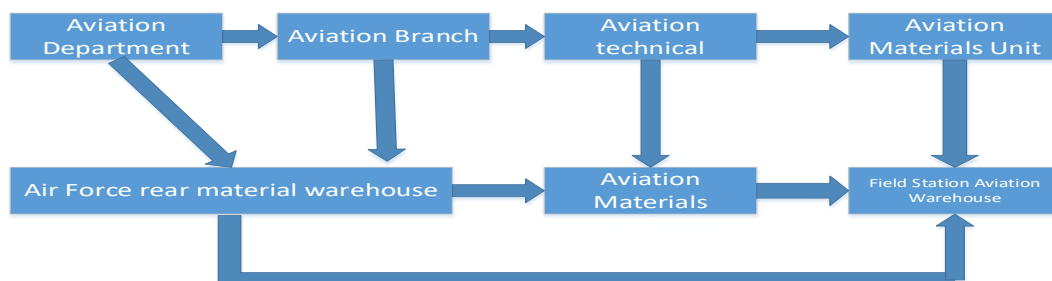 Aviation
Department
Aviation Branch
Aviation
technical
Aviation
Materials Unit
Air Force rear material warehouse
Aviation
Materials
Field Station Aviation
Warehouse